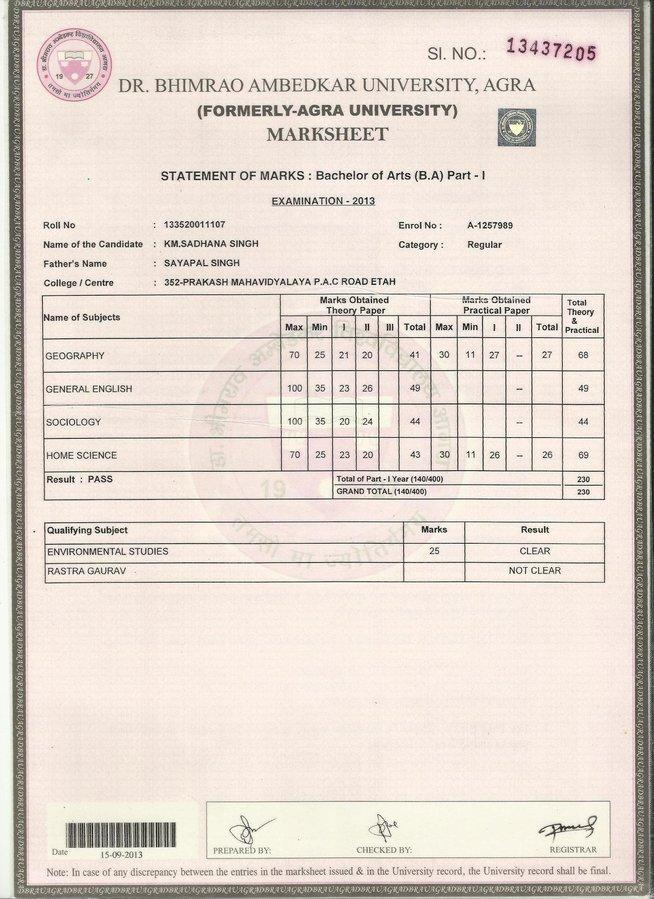 SI. NO.: 13437205
19 27
DR. BHIMRAO AMBEDKAR UNIVERSITY, AGRA
(FORMERLY-AGRA UNIVERSITY)
MARKSHEET
STATEMENT OF MARKS : Bachelor of Arts (B.A) Part - I
EXAMINATION - 2013
Roll No : 133520011107 Enrol No : A-1257989
Name of the Candidate : KM.SADHANA SINGH Category : Regular
Father's Name : SAYAPAL SINGH
College / Centre : 352-PRAKASH MAHAVIDYALAYA P.A.C ROAD ETAH
Name of Subjects Marks Obtained Theory Paper Marks Obtained Practical Paper Total Theory & Practical
Max Min I II III Total Max Min I II Total
GEOGRAPHY 70 25 21 20 41 30 11 27 -- 27 68
GENERAL ENGLISH 100 35 23 26 49 -- 49
SOCIOLOGY 100 35 20 24 44 -- 44
HOME SCIENCE 70 25 23 20 43 30 11 26 -- 26 69
Result : PASS Total of Part - I Year (140/400) 230
GRAND TOTAL (140/400) 230
Qualifying Subject Marks Result
ENVIRONMENTAL STUDIES 25 CLEAR
RASTRA GAURAV NOT CLEAR
Date 15-09-2013
PREPARED BY: CHECKED BY: REGISTRAR
Note: In case of any discrepancy between the entries in the marksheet issued & in the University record, the University record shall be final.